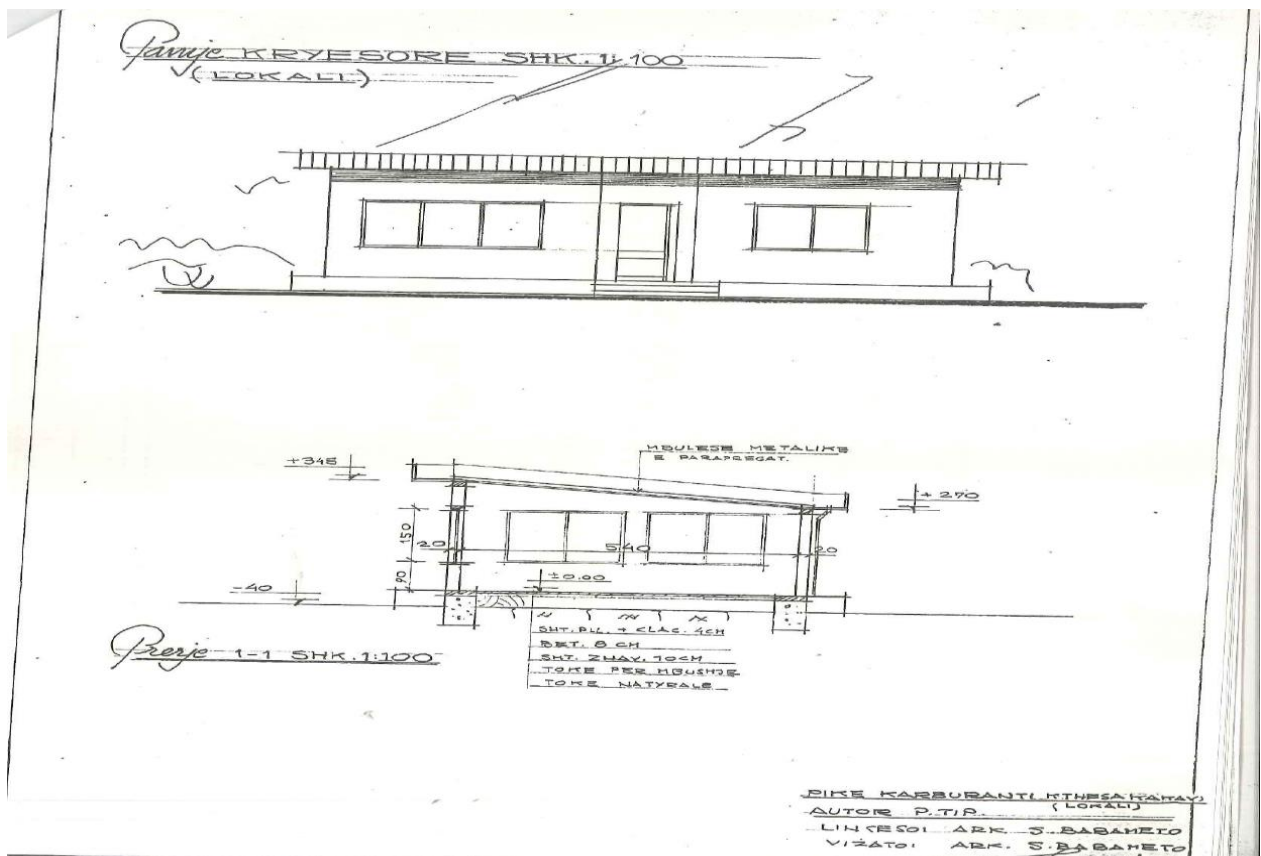 Pamje KRYESORE SHK. 1:100
(LOKALI)
MBULESE METALIKE
E PARAPREGAT.
+345
+ 270
150
20
540
20
90
±0.00
-40
SHT. PLL. + LLAC. 4CM
BET. 8 CM
SHT. ZHAV. 10CM
TOKE PER MBUSHJE
TOKE NATYRALE
Prerje 1-1 SHK. 1:100
PIKE KARBURANTI (KTHESA KAMAY)
(LOKALI)
AUTOR P. TIP.
ARK. S. BABAMETO
VIZATOI ARK. S. BABAMETO